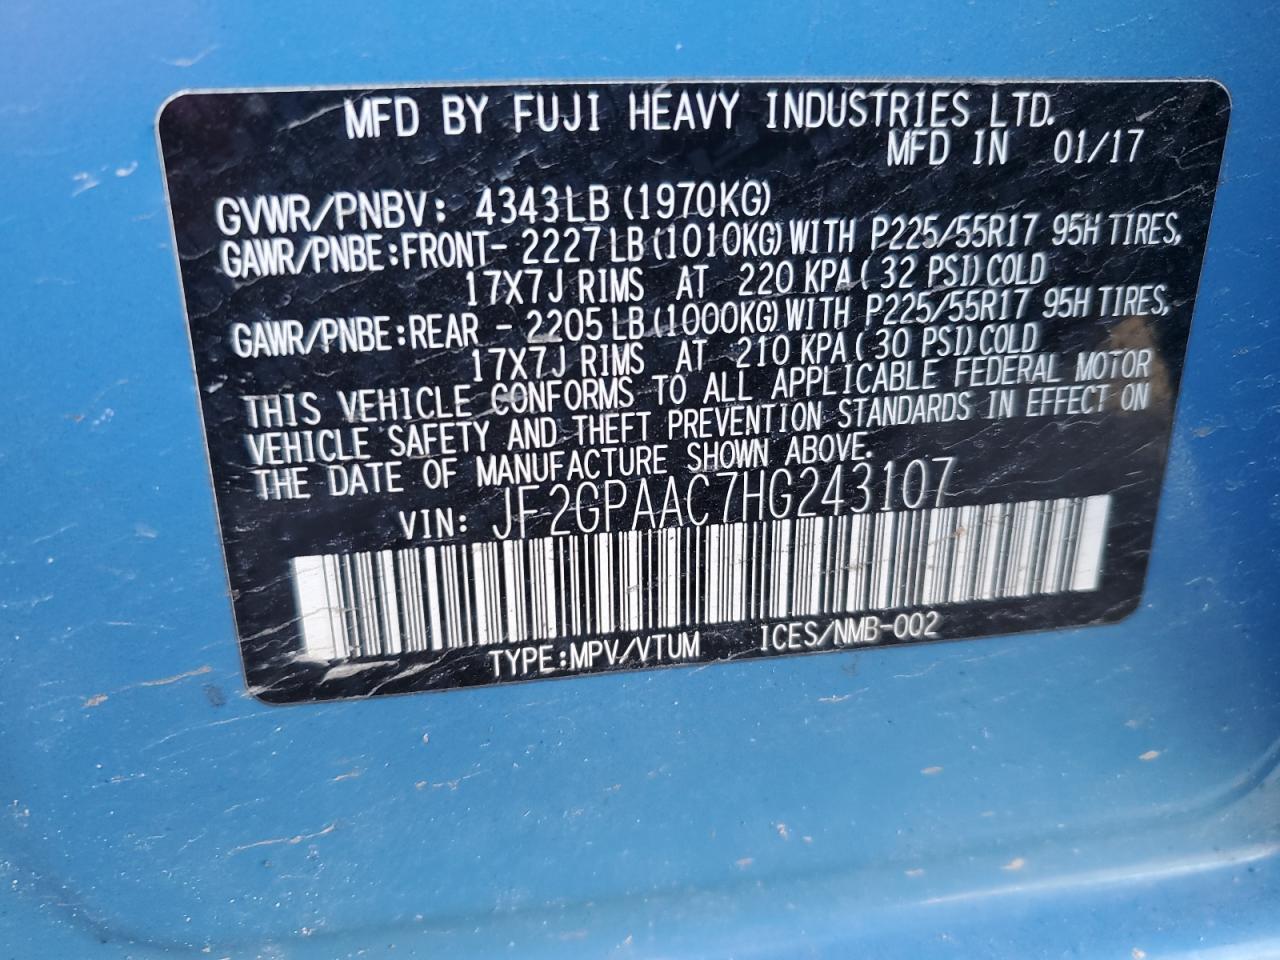 MFD BY FUJI HEAVY INDUSTRIES LTD.
MFD IN 01/17
GVWR/PNBV: 4343LB (1970KG)
GAWR/PNBE:FRONT- 2227LB(1010KG)WITH P225/55R17 95H TIRES,
17X7J RIMS AT 220 KPA(32 PSI)COLD
GAWR/PNBE:REAR - 2205LB(1000KG)WITH P225/55R17 95H TIRES,
17X7J RIMS AT 210 KPA(30 PSI)COLD
THIS VEHICLE CONFORMS TO ALL APPLICABLE FEDERAL MOTOR
VEHICLE SAFETY AND THEFT PREVENTION STANDARDS IN EFFECT ON
THE DATE OF MANUFACTURE SHOWN ABOVE.
VIN: JF2GPAAC7HG243107
TYPE:MPV/VTUM ICES/NMB-002